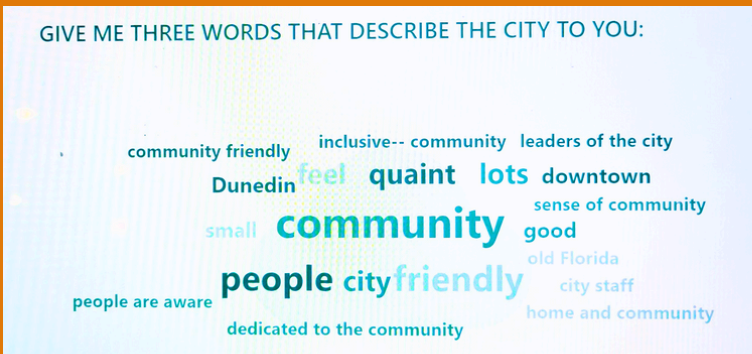 GIVE ME THREE WORDS THAT DESCRIBE THE CITY TO YOU:
inclusive-- community leaders of the city
community friendly
feel quaint lots downtown
Dunedin
sense of community
small community good
old Florida
people city friendly
city staff
people are aware
home and community
dedicated to the community